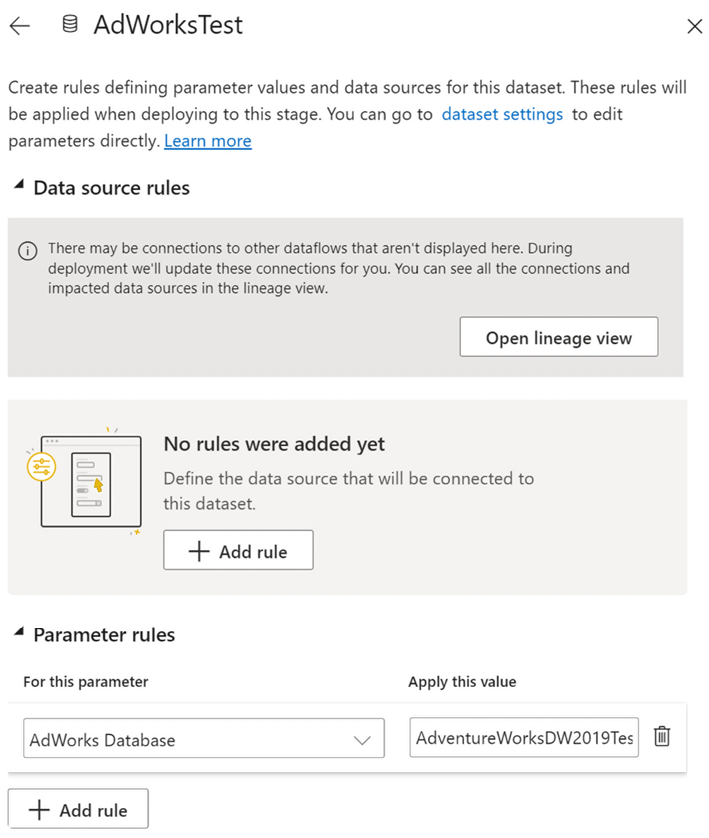 AdWorksTest
Create rules defining parameter values and data sources for this dataset. These rules will
be applied when deploying to this stage. You can go to dataset settings to edit
parameters directly. Learn more
Data source rules
There may be connections to other dataflows that aren't displayed here. During
deployment we'll update these connections for you. You can see all the connections and
impacted data sources in the lineage view.
Open lineage view
No rules were added yet
Define the data source that will be connected to
this dataset.
Add rule
Parameter rules
For this parameter Apply this value
AdWorks Database AdventureWorksDW2019Tes
Add rule